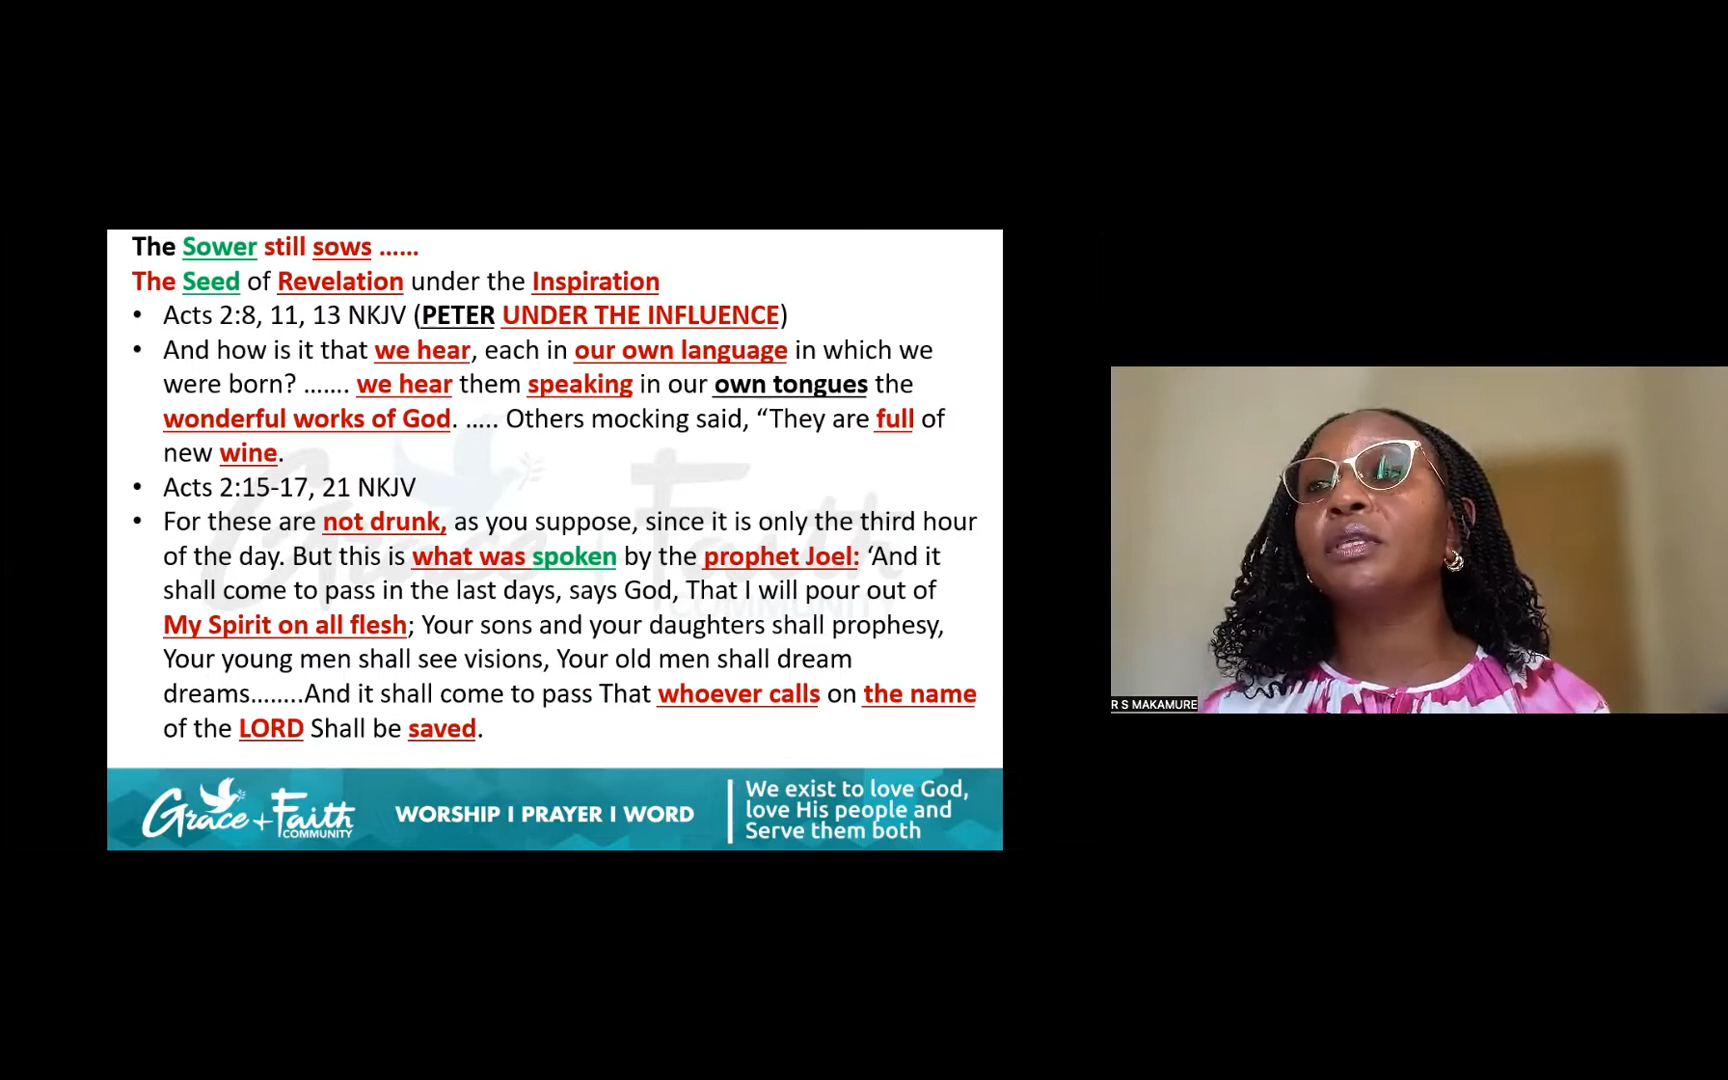 The Sower still sows ......
The Seed of Revelation under the Inspiration
• Acts 2:8, 11, 13 NKJV (PETER UNDER THE INFLUENCE)
• And how is it that we hear, each in our own language in which we
were born? ....... we hear them speaking in our own tongues the
wonderful works of God. ..... Others mocking said, “They are full of
new wine.
• Acts 2:15-17, 21 NKJV
• For these are not drunk, as you suppose, since it is only the third hour
of the day. But this is what was spoken by the prophet Joel: ‘And it
shall come to pass in the last days, says God, That I will pour out of
My Spirit on all flesh; Your sons and your daughters shall prophesy,
Your young men shall see visions, Your old men shall dream
dreams........And it shall come to pass That whoever calls on the name
of the LORD Shall be saved.
Grace + Faith
COMMUNITY
WORSHIP I PRAYER I WORD
We exist to love God,
love His people and
Serve them both
R S MAKAMURE